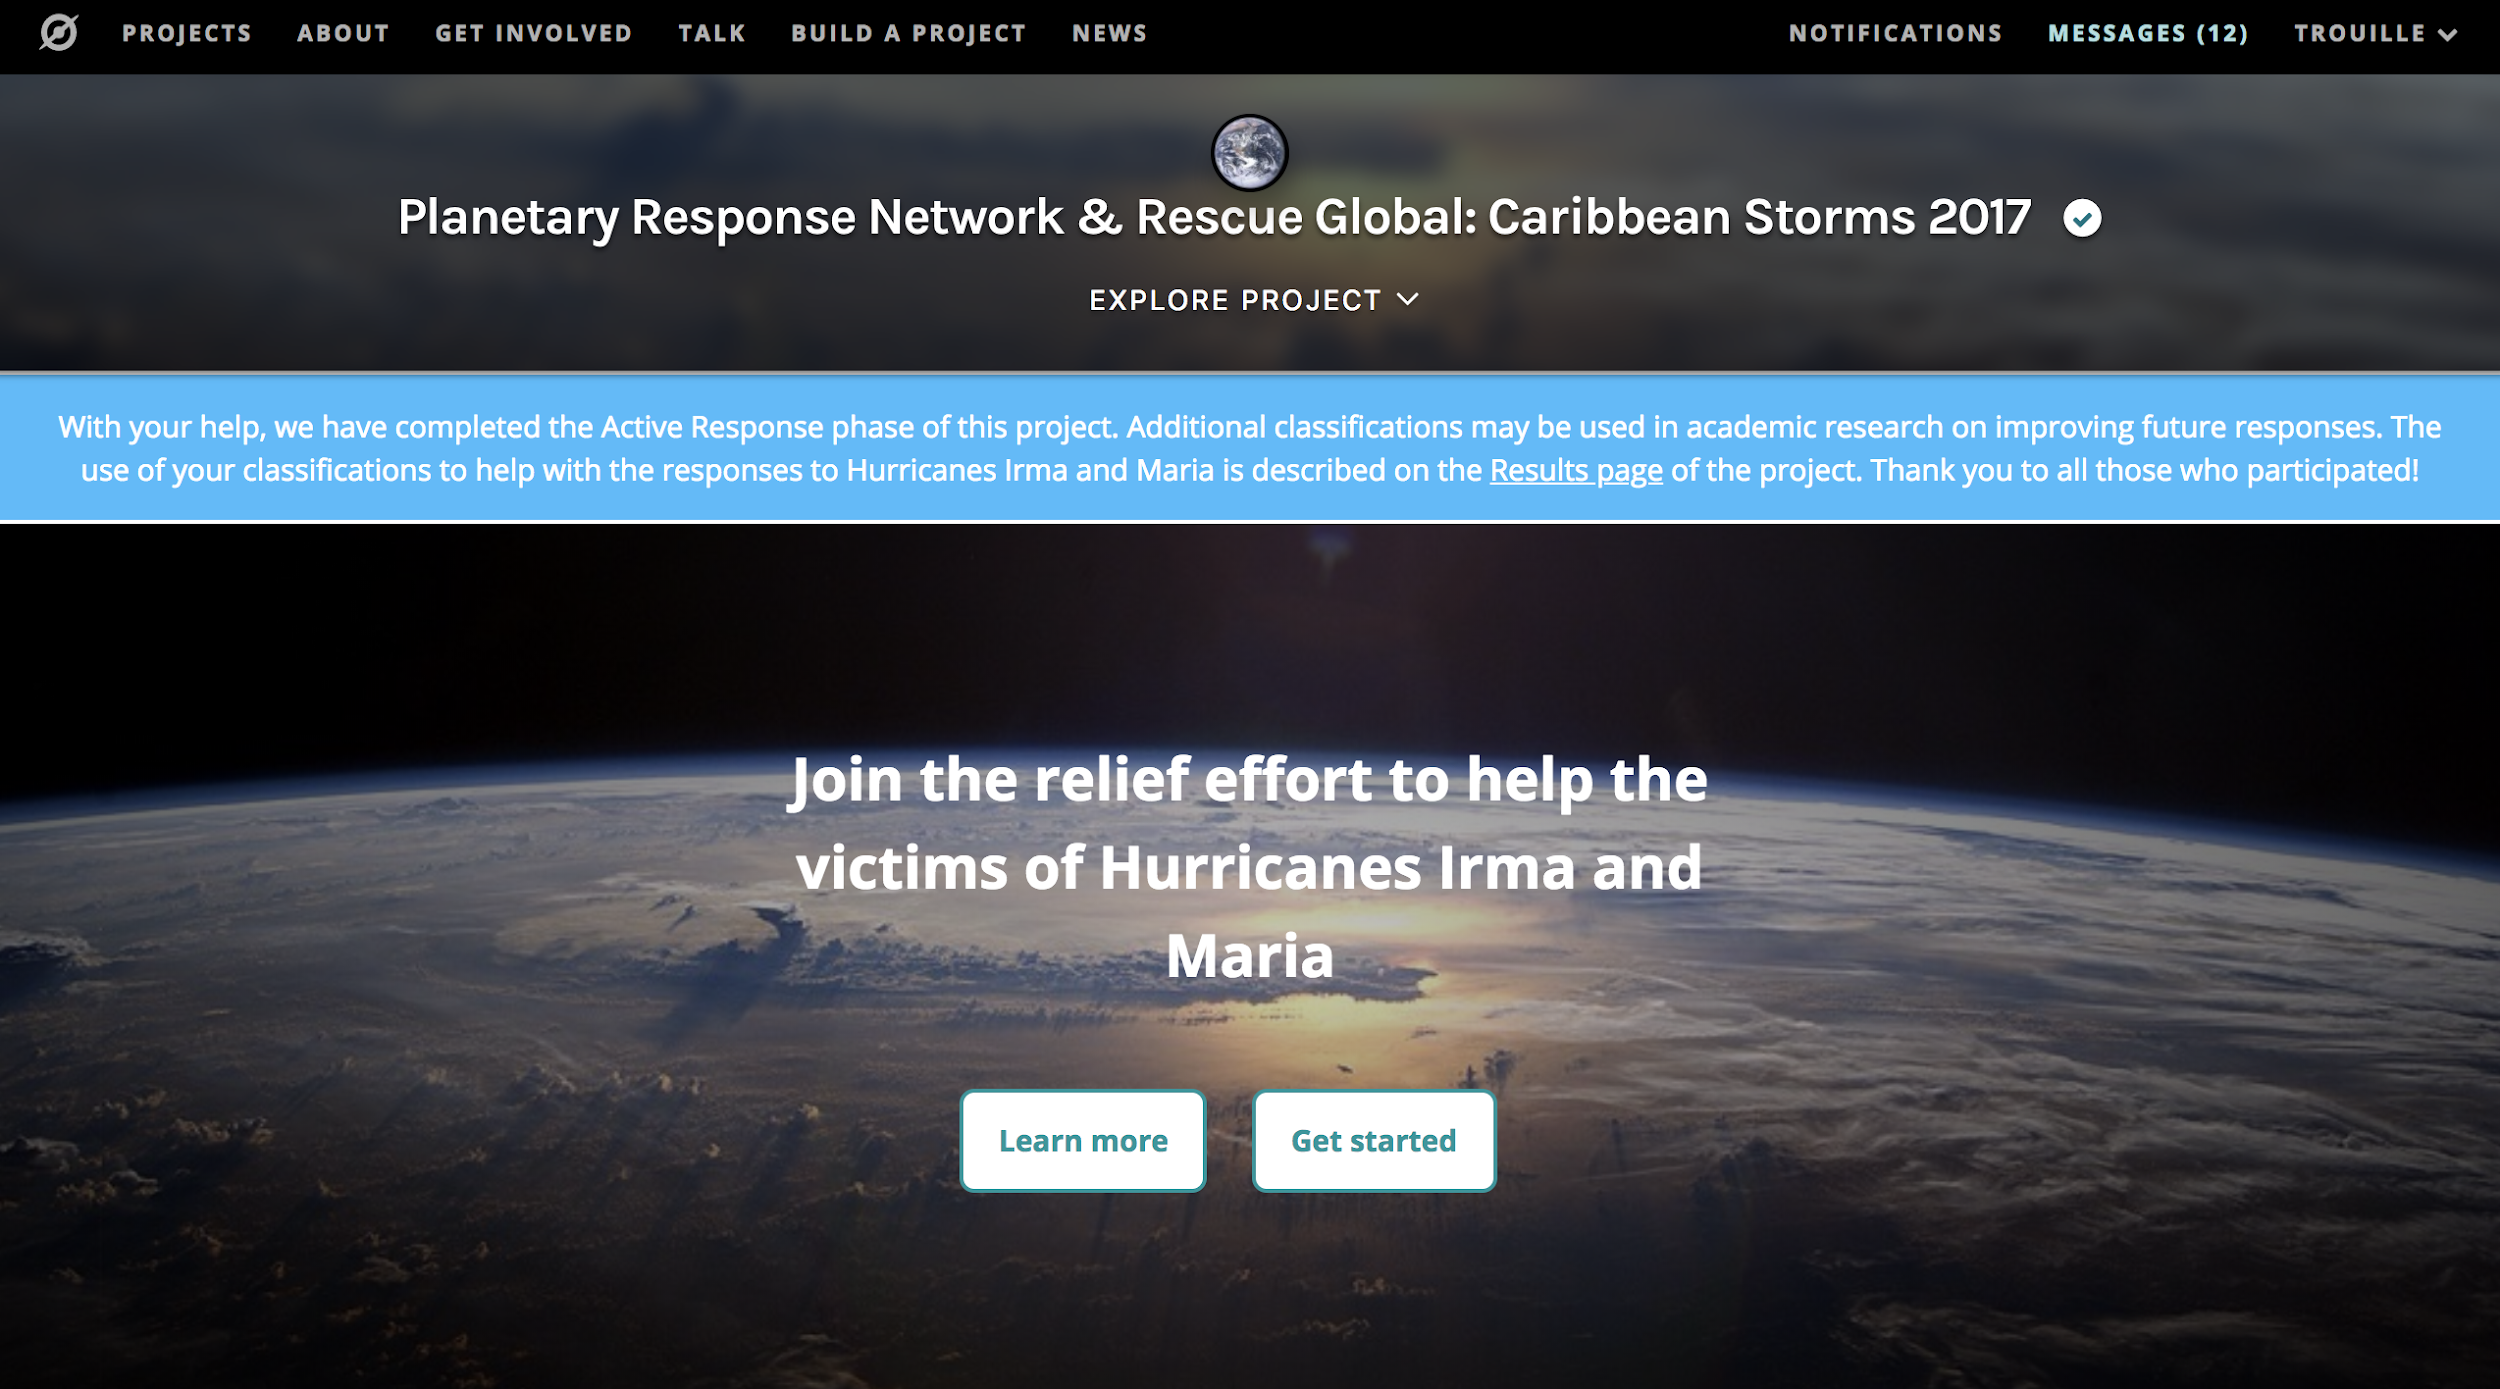 PROJECTS ABOUT GET INVOLVED TALK BUILD A PROJECT NEWS NOTIFICATIONS MESSAGES (12) TROUILLE
Planetary Response Network & Rescue Global: Caribbean Storms 2017
EXPLORE PROJECT
With your help, we have completed the Active Response phase of this project. Additional classifications may be used in academic research on improving future responses. The
use of your classifications to help with the responses to Hurricanes Irma and Maria is described on the Results page of the project. Thank you to all those who participated!
Join the relief effort to help the
victims of Hurricanes Irma and
Maria
Learn more Get started